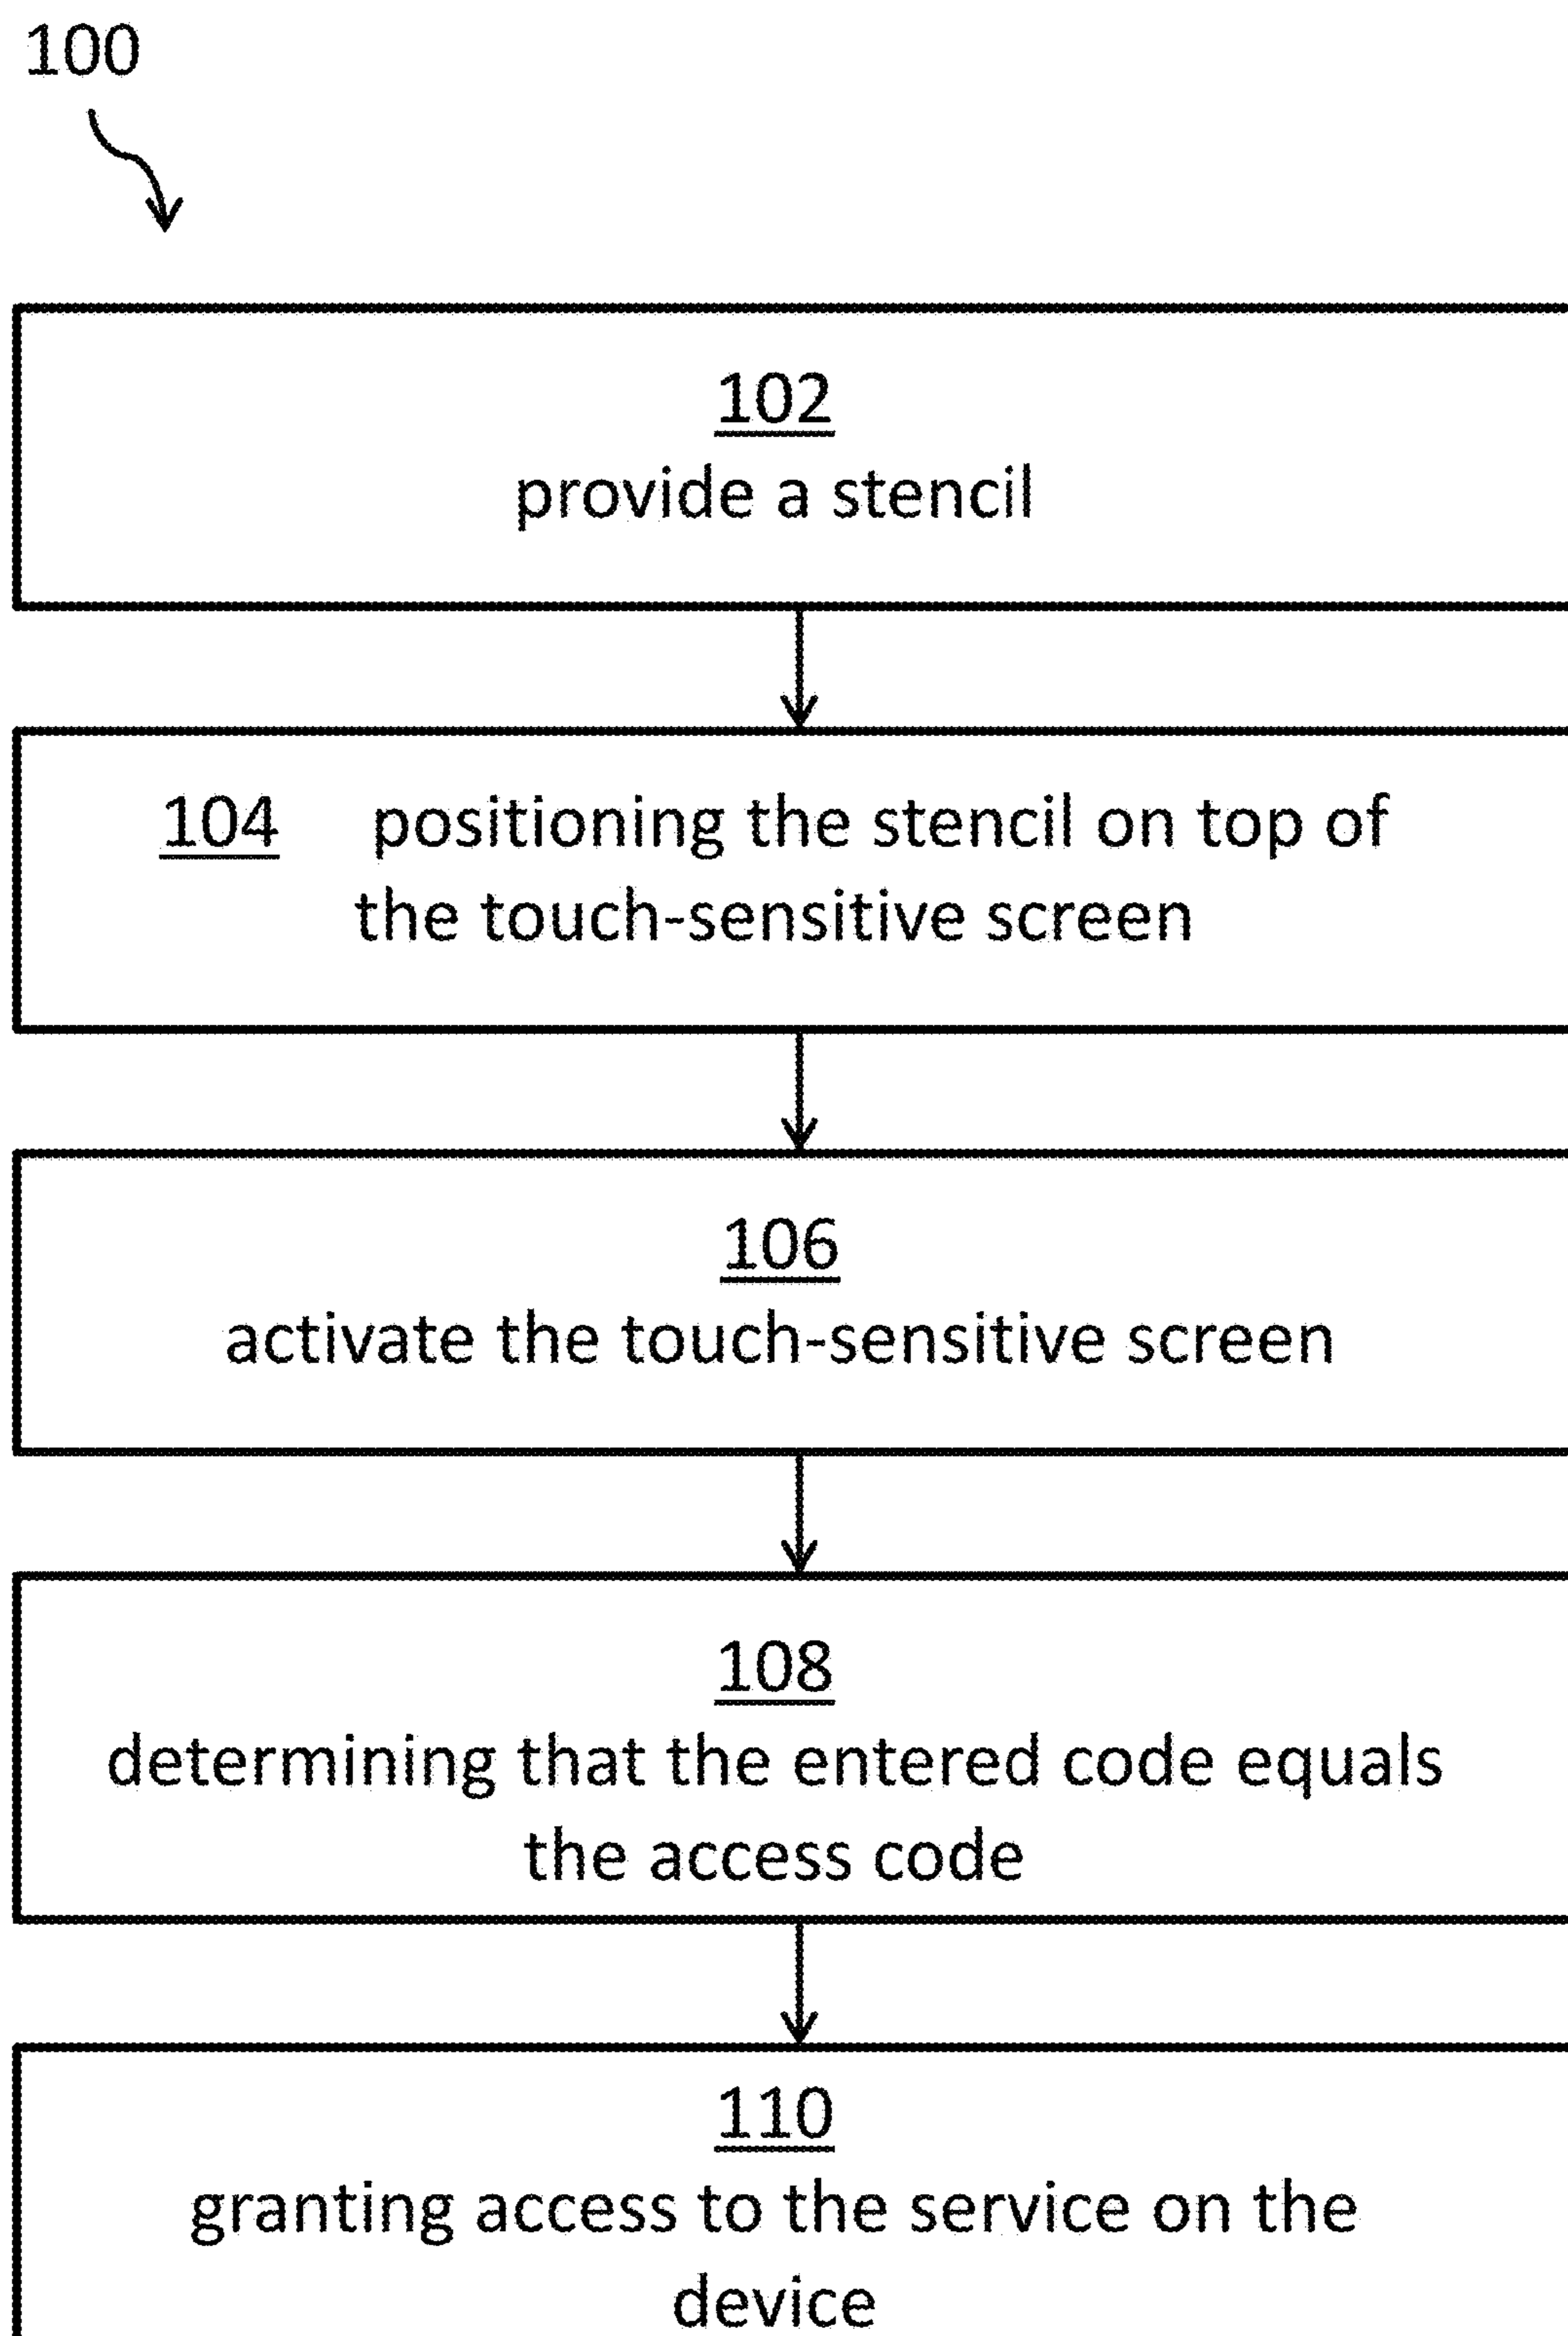 100
102
provide a stencil
104 positioning the stencil on top of
the touch-sensitive screen
106
activate the touch-sensitive screen
108
determining that the entered code equals
the access code
110
granting access to the service on the
device